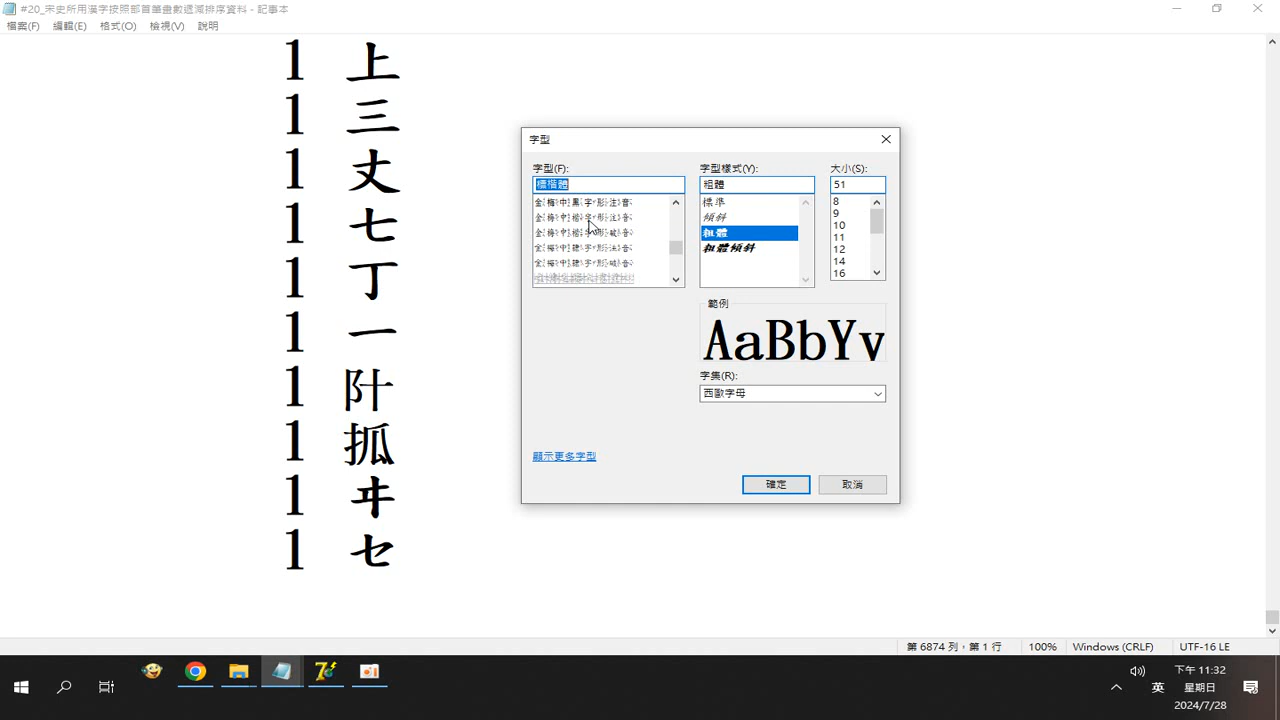 #20_宋史所用漢字按照部首筆畫數遞減排序資料 - 記事本
檔案(F) 編輯(E) 格式(O) 檢視(V) 說明
1 上
1 三
1 丈
1 七
1 丁
1 一
1 阩
1 㧓
1 ヰ
1 セ
字型
字型(F):
標楷體
字型樣式(Y):
粗體
標準
傾斜
粗體
粗體傾斜
大小(S):
51
8
9
10
11
12
14
16
範例
AaBbYy
字集(R):
西歐字母
顯示更多字型
確定 取消
第 6874 列,第 1 行 100% Windows (CRLF) UTF-16 LE
英
下午 11:32
星期日
2024/7/28